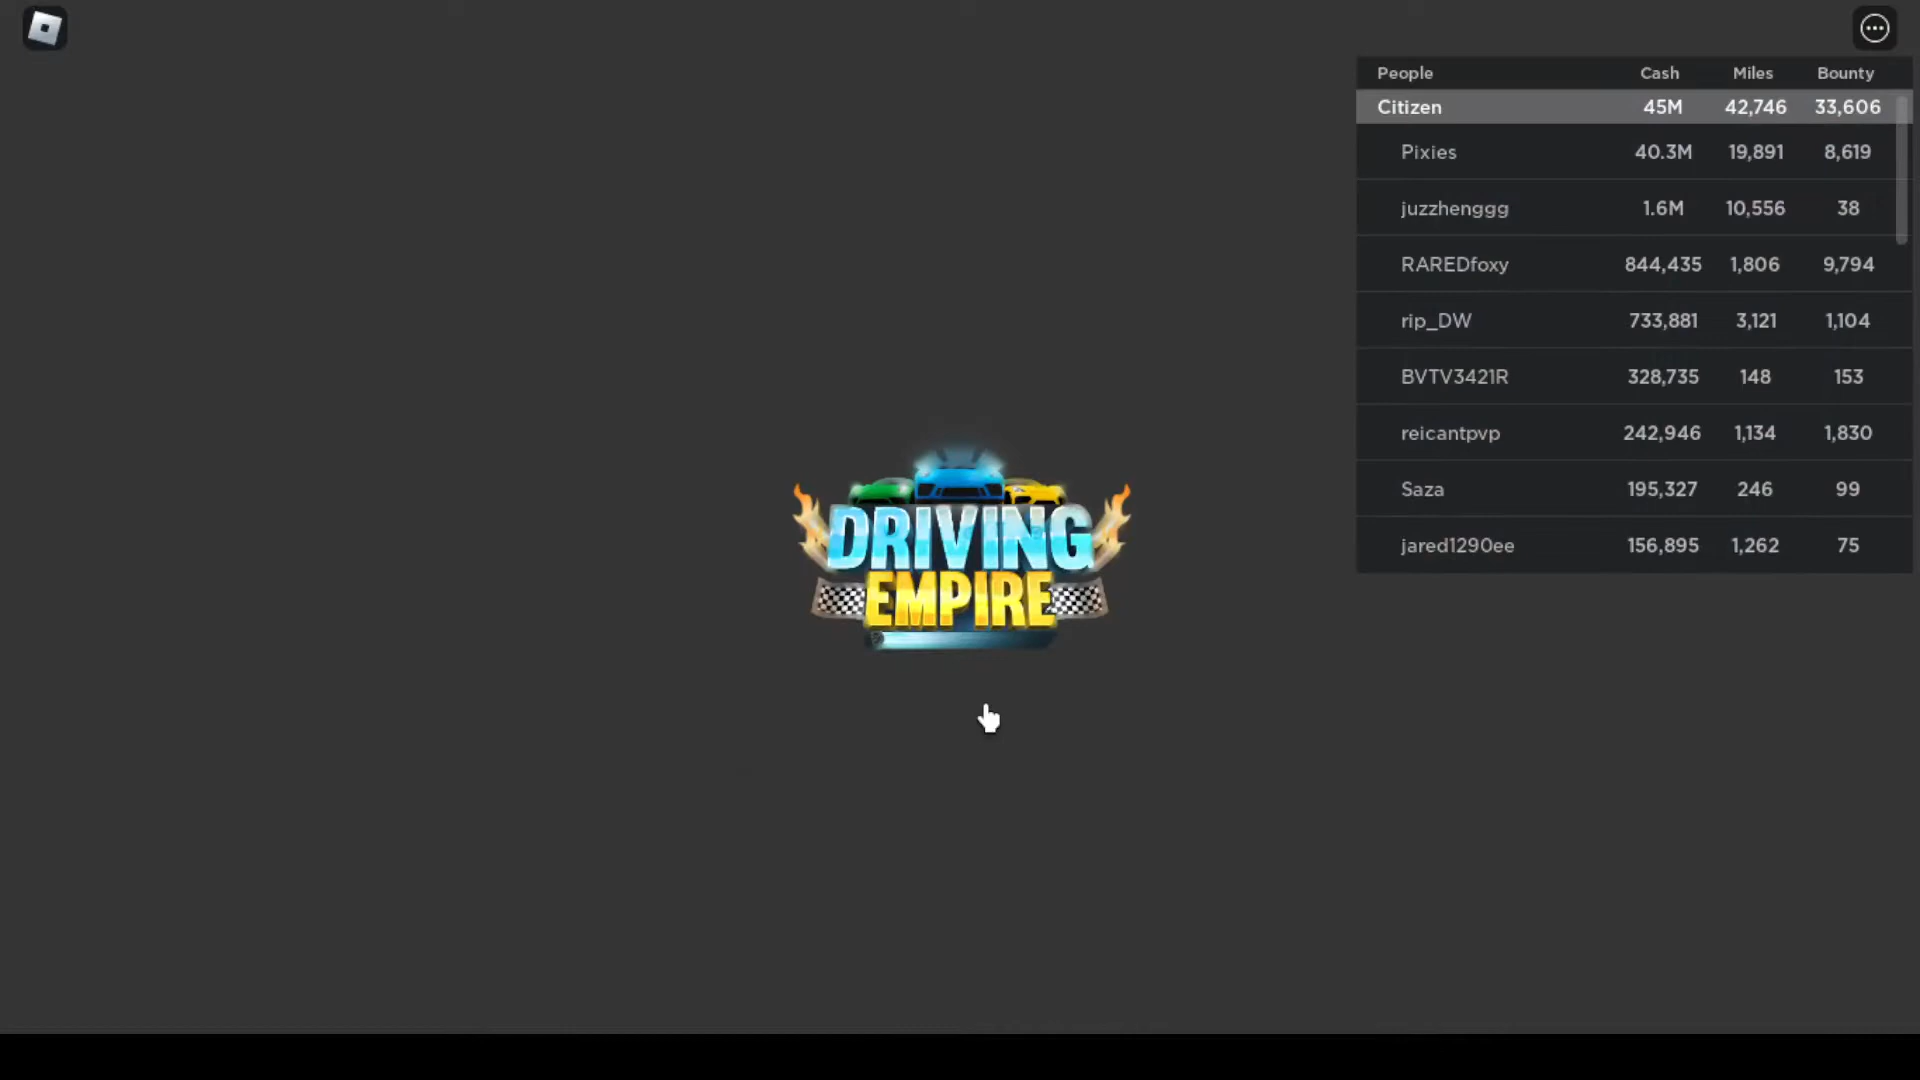 People Cash Miles Bounty
Citizen 45M 42,746 33,606
Pixies 40.3M 19,891 8,619
juzzhenggg 1.6M 10,556 38
RAREDfoxy 844,435 1,806 9,794
rip_DW 733,881 3,121 1,104
BVTV3421R 328,735 148 153
reicantpvp 242,946 1,134 1,830
Saza 195,327 246 99
jared1290ee 156,895 1,262 75
DRIVING
EMPIRE